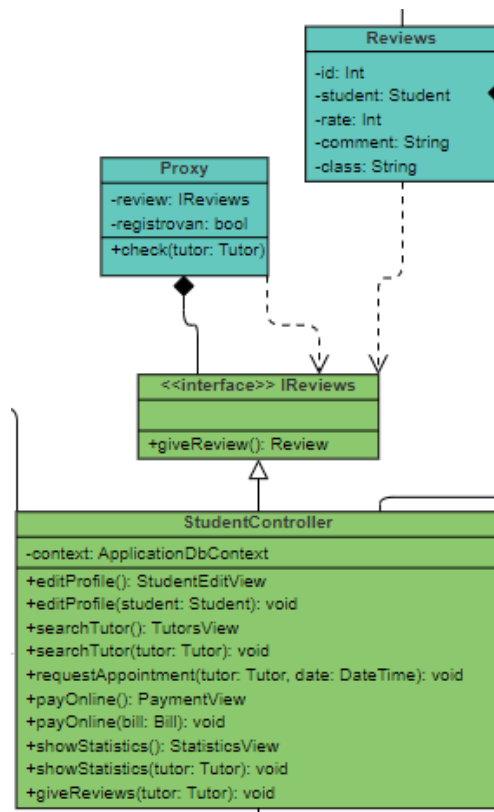 Reviews
-id: Int
-student: Student
-rate: Int
-comment: String
-class: String
Proxy
-review: IReviews
-registrovan: bool
+check(tutor: Tutor)
<<interface>> IReviews
+giveReview(): Review
StudentController
-context: ApplicationDbContext
+editProfile(): StudentEditView
+editProfile(student: Student): void
+searchTutor(): TutorsView
+searchTutor(tutor: Tutor): void
+requestAppointment(tutor: Tutor, date: DateTime): void
+payOnline(): PaymentView
+payOnline(bill: Bill): void
+showStatistics(): StatisticsView
+showStatistics(tutor: Tutor): void
+giveReviews(tutor: Tutor): void